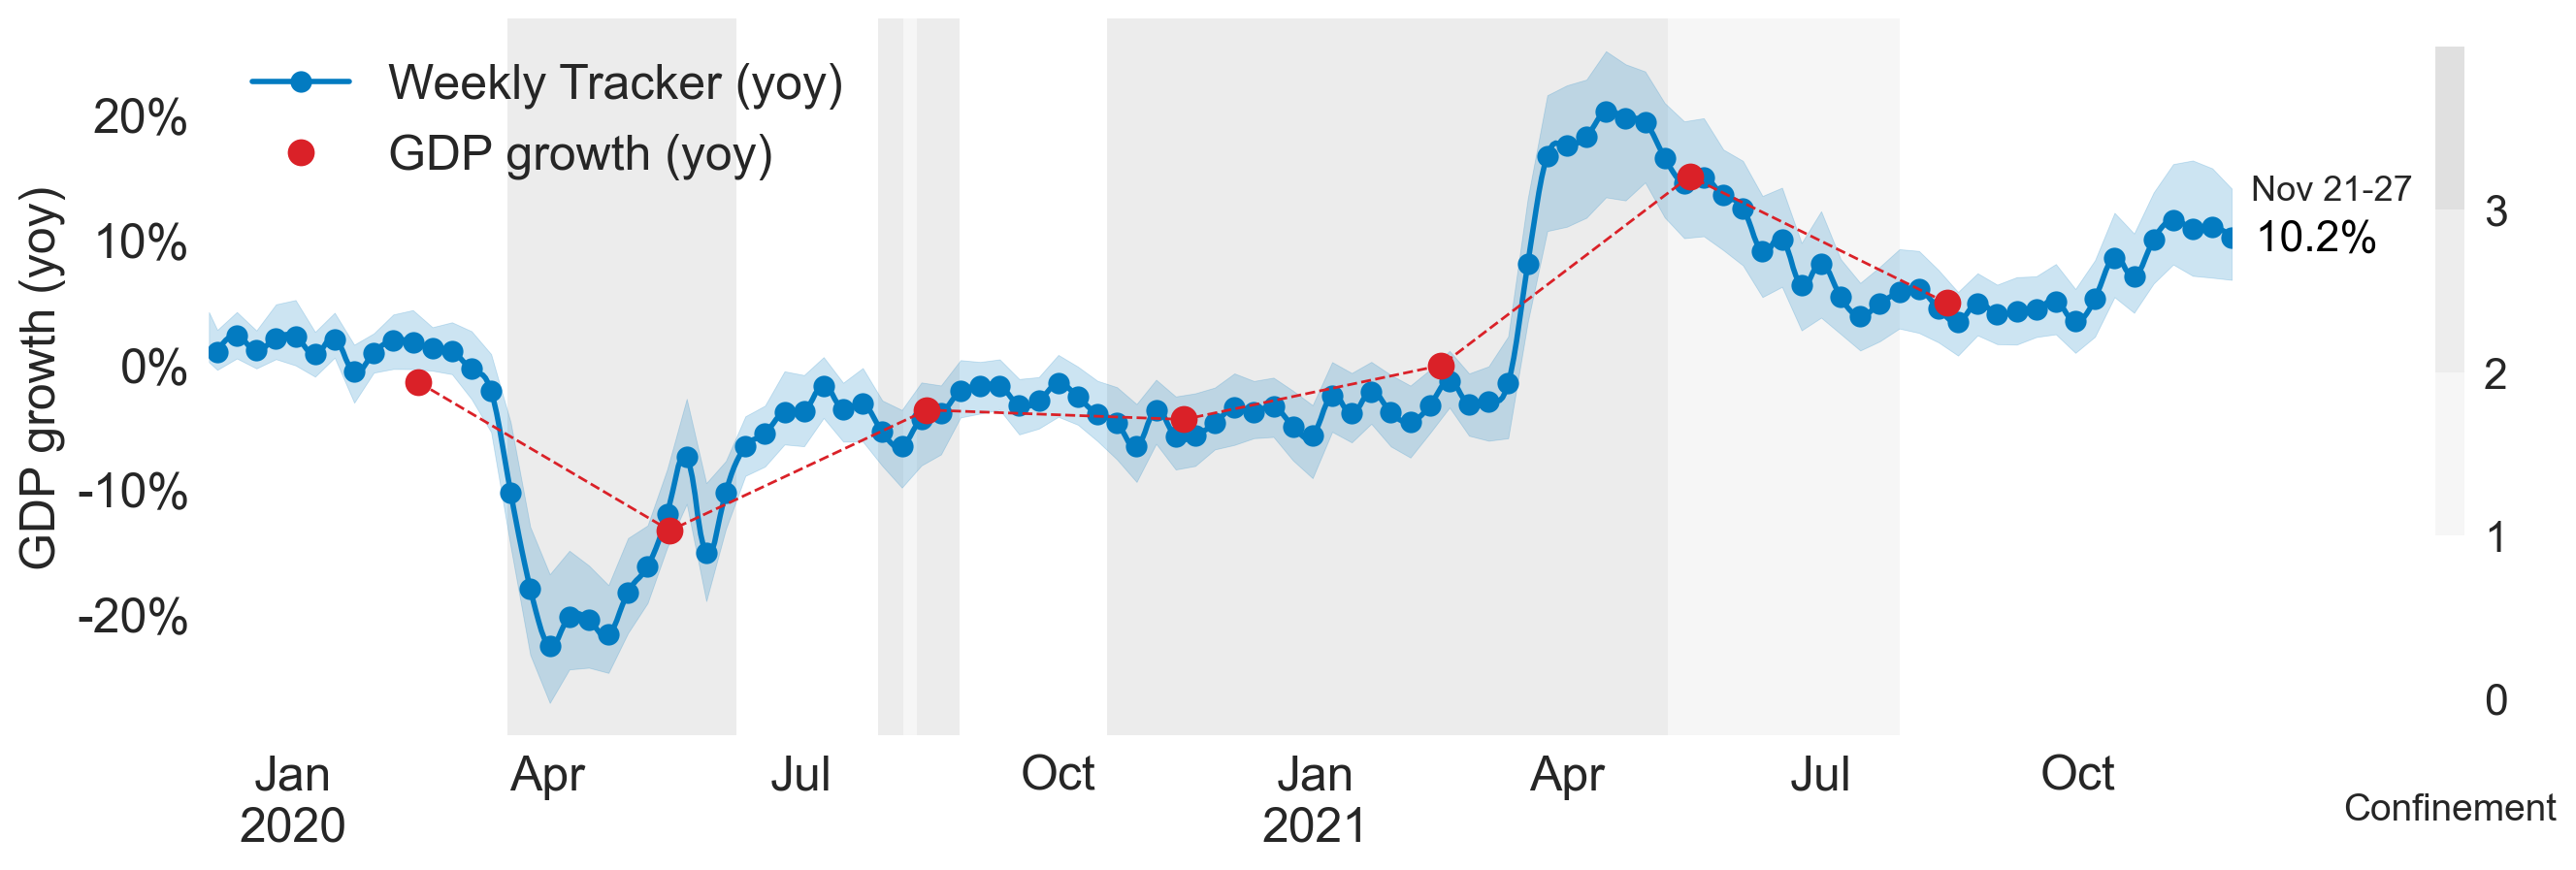 Weekly Tracker (yoy)
GDP growth (yoy)
GDP growth (yoy)
20%
10%
0%
-10%
-20%
Nov 21-27
10.2%
3
2
1
0
Jan Apr Jul Oct Jan Apr Jul Oct
2020 2021
Confinement